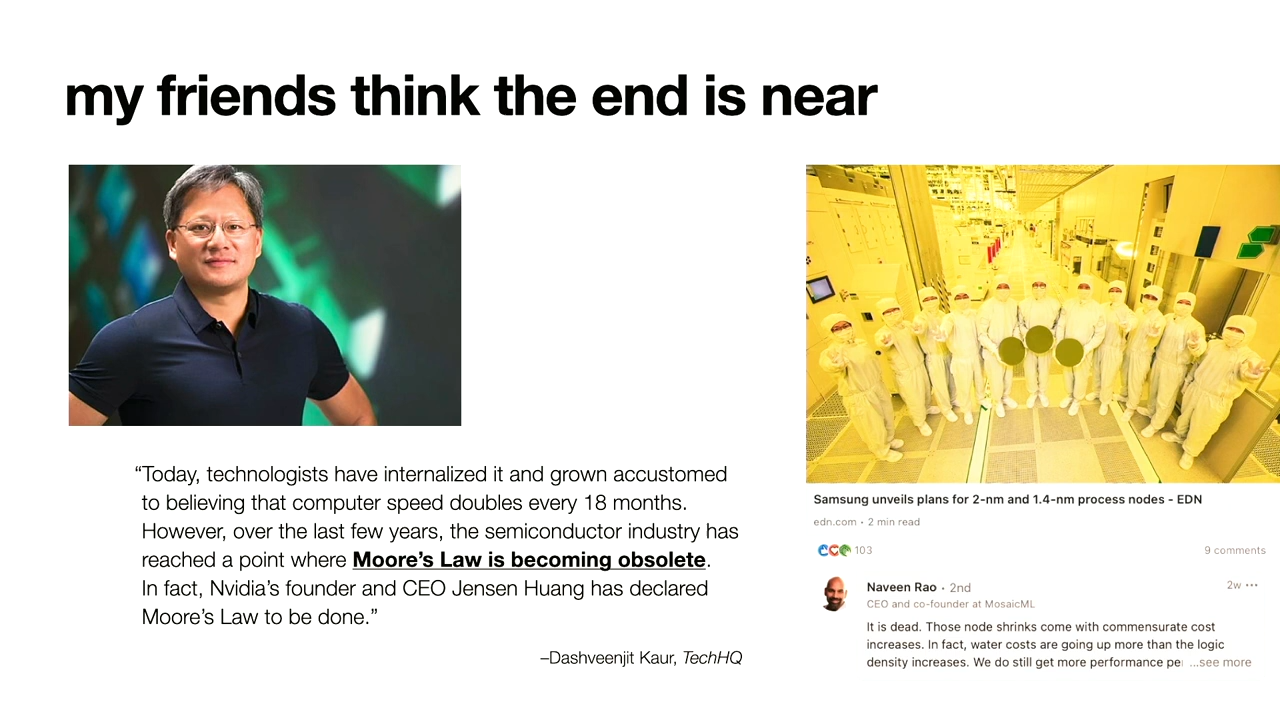 my friends think the end is near
“Today, technologists have internalized it and grown accustomed
to believing that computer speed doubles every 18 months.
However, over the last few years, the semiconductor industry has
reached a point where Moore’s Law is becoming obsolete.
In fact, Nvidia’s founder and CEO Jensen Huang has declared
Moore’s Law to be done.”
–Dashveenjit Kaur, TechHQ
Samsung unveils plans for 2-nm and 1.4-nm process nodes - EDN
edn.com • 2 min read
103
9 comments
Naveen Rao • 2nd
2w •••
CEO and co-founder at MosaicML
It is dead. Those node shrinks come with commensurate cost
increases. In fact, water costs are going up more than the logic
density increases. We do still get more performance pe ...see more